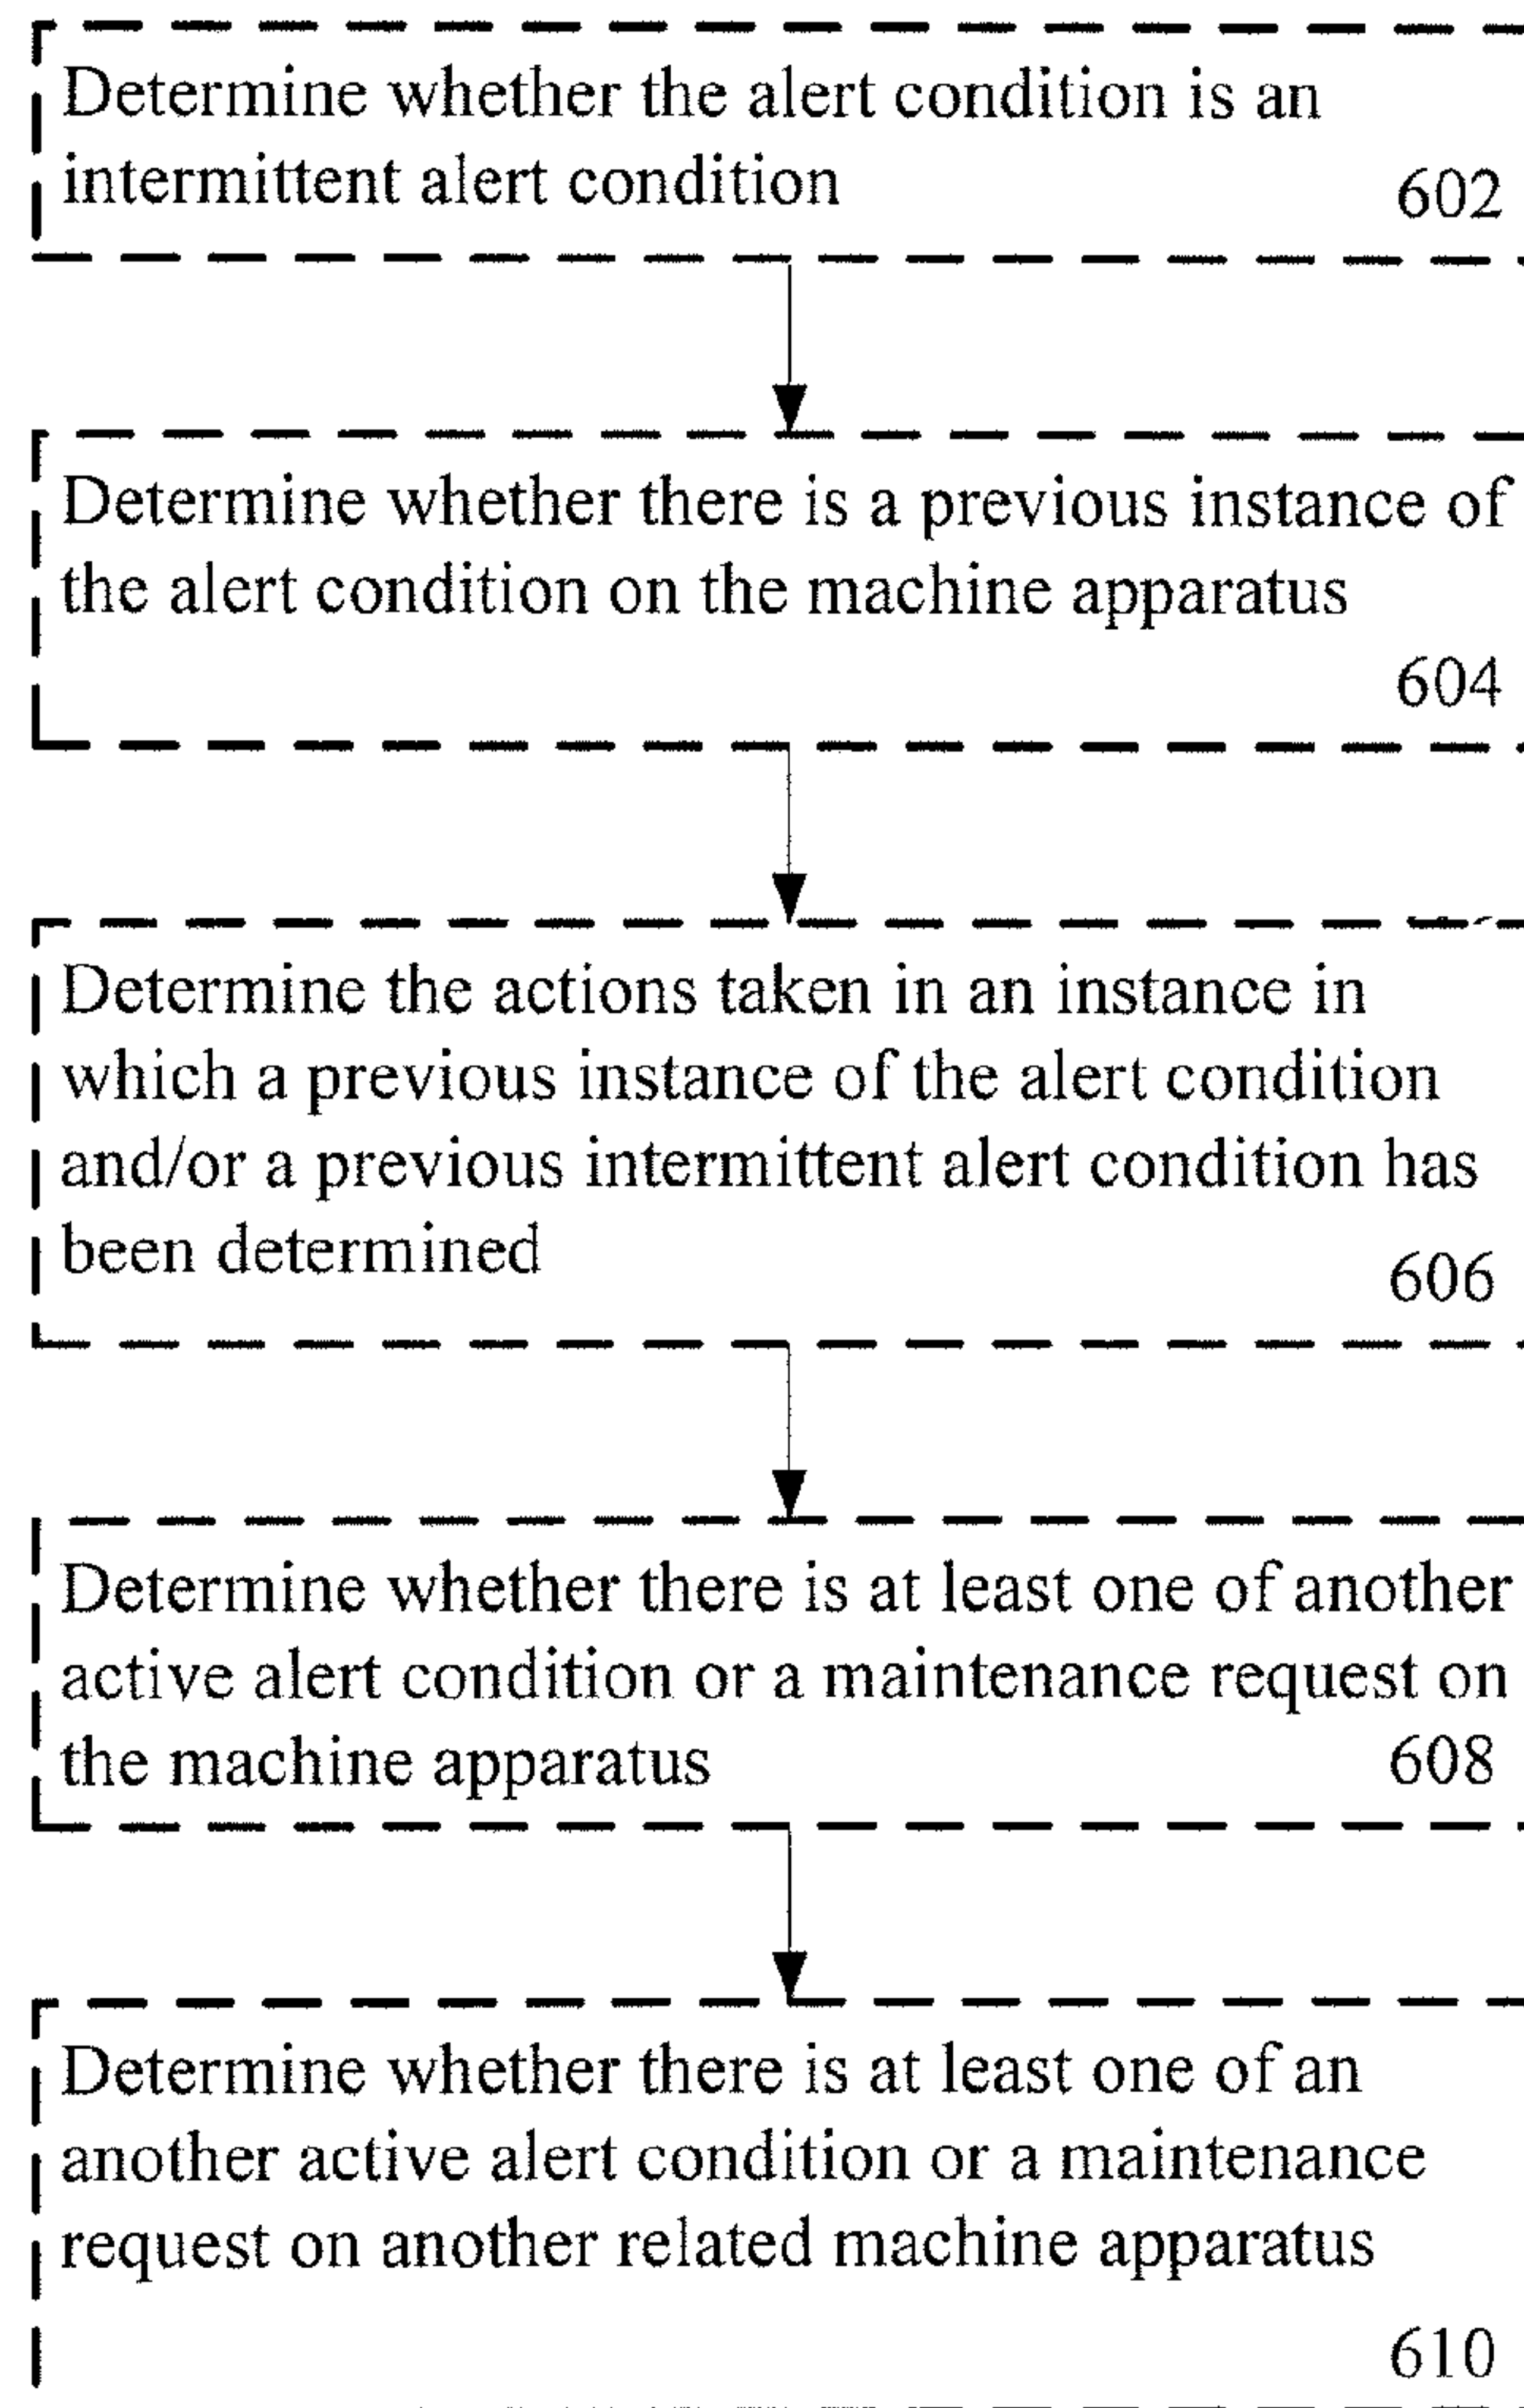 Determine whether the alert condition is an
intermittent alert condition
602
Determine whether there is a previous instance of
the alert condition on the machine apparatus
604
Determine the actions taken in an instance in
which a previous instance of the alert condition
and/or a previous intermittent alert condition has
been determined
606
Determine whether there is at least one of another
active alert condition or a maintenance request on
the machine apparatus
608
Determine whether there is at least one of an
another active alert condition or a maintenance
request on another related machine apparatus
610